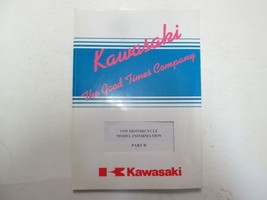 Kawasaki
The Good Times Company
1995 MOTORCYCLE
MODEL INFORMATION
PART B
Kawasaki